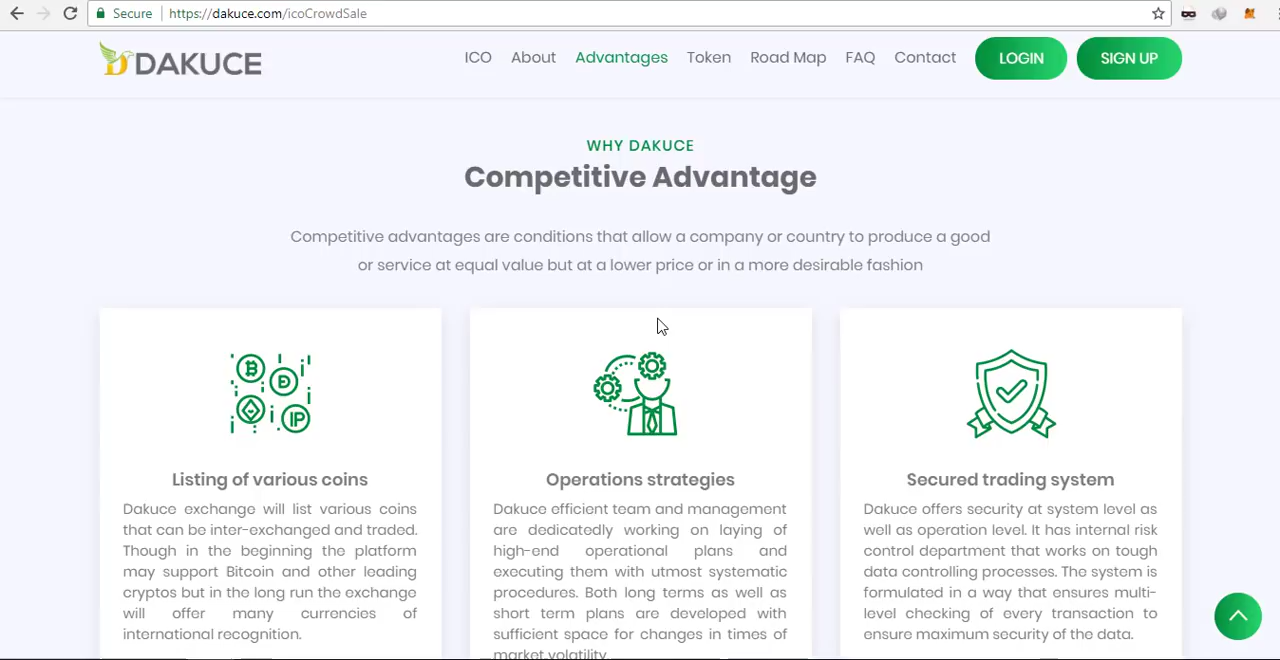 Secure
https://dakuce.com/icoCrowdSale
DAKUCE
ICO About Advantages Token Road Map FAQ Contact LOGIN SIGN UP
WHY DAKUCE
Competitive Advantage
Competitive advantages are conditions that allow a company or country to produce a good
or service at equal value but at a lower price or in a more desirable fashion
Listing of various coins
Dakuce exchange will list various coins
that can be inter-exchanged and traded.
Though in the beginning the platform
may support Bitcoin and other leading
cryptos but in the long run the exchange
will offer many currencies of
international recognition.
Operations strategies
Dakuce efficient team and management
are dedicatedly working on laying of
high-end operational plans and
executing them with utmost systematic
procedures. Both long terms as well as
short term plans are developed with
sufficient space for changes in times of
market volatility.
Secured trading system
Dakuce offers security at system level as
well as operation level. It has internal risk
control department that works on tough
data controlling processes. The system is
formulated in a way that ensures multi-
level checking of every transaction to
ensure maximum security of the data.